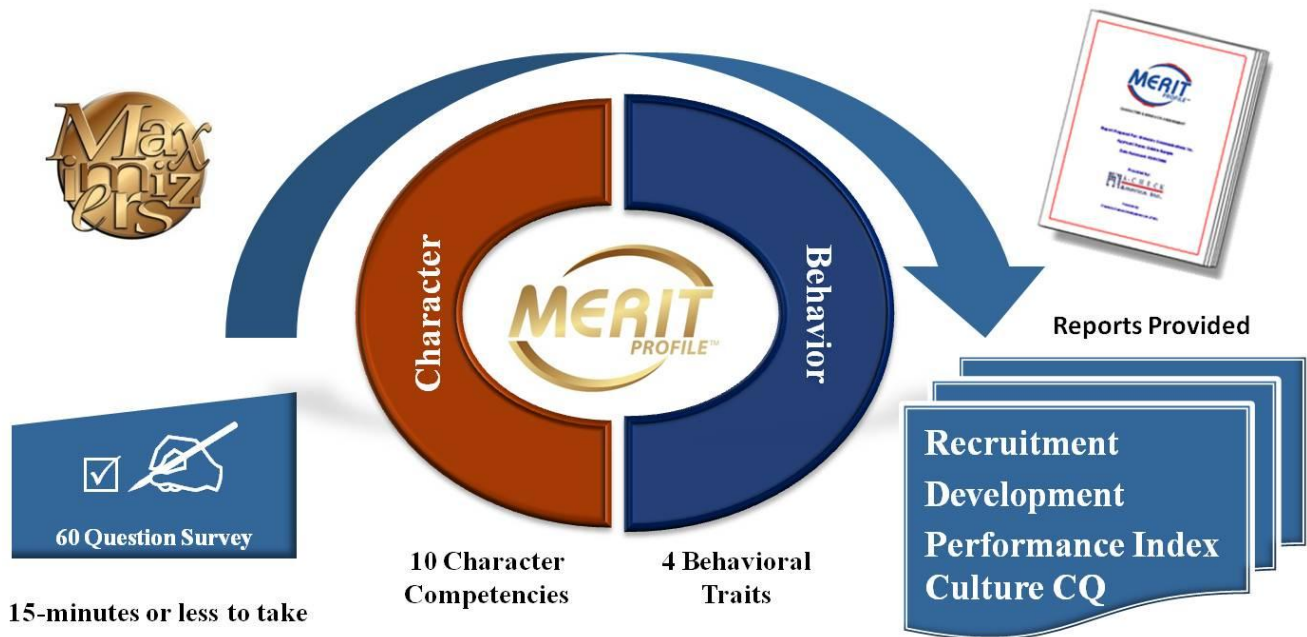 Maximizers
60 Question Survey
15-minutes or less to take
Character
Behavior
MERIT
PROFILE™
10 Character
Competencies
4 Behavioral
Traits
MERIT
PROFILE™
Reports Provided
Recruitment
Development
Performance Index
Culture CQ